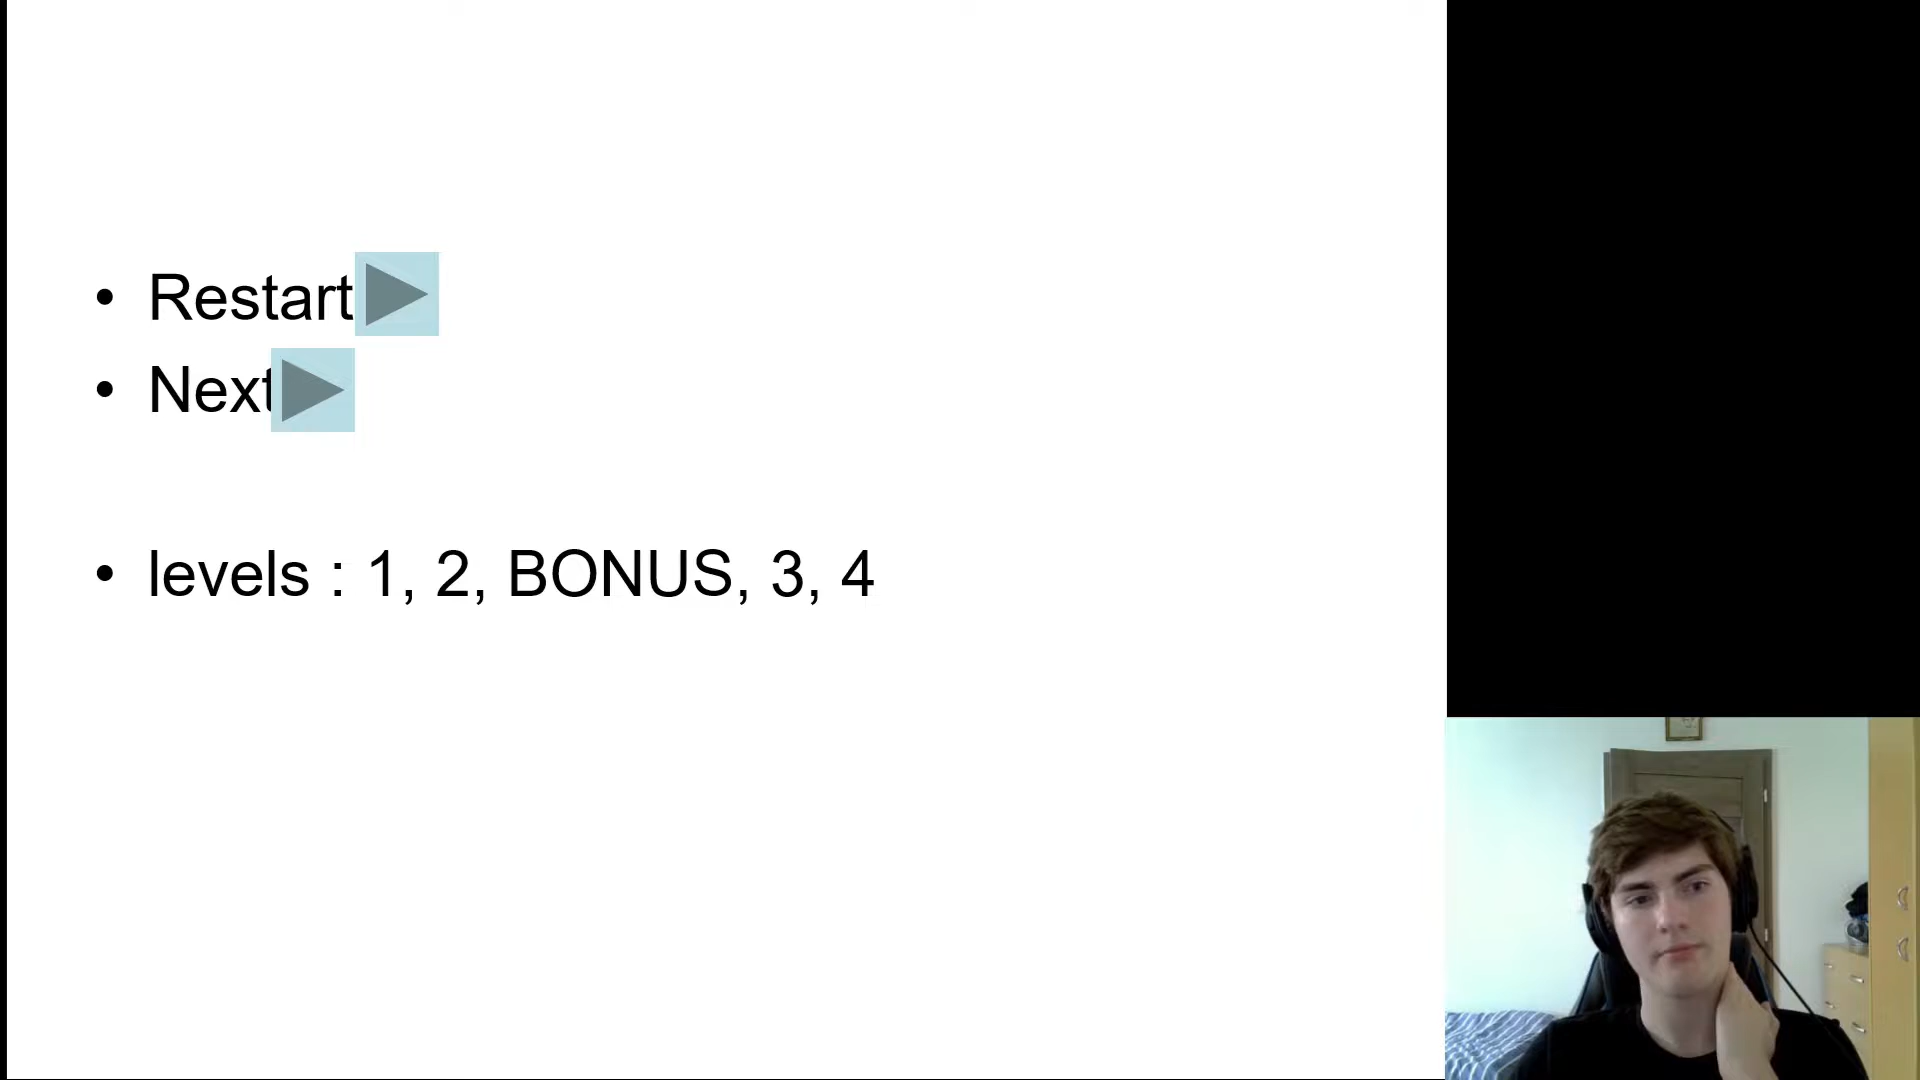 • Restart
• Next
• levels : 1, 2, BONUS, 3, 4